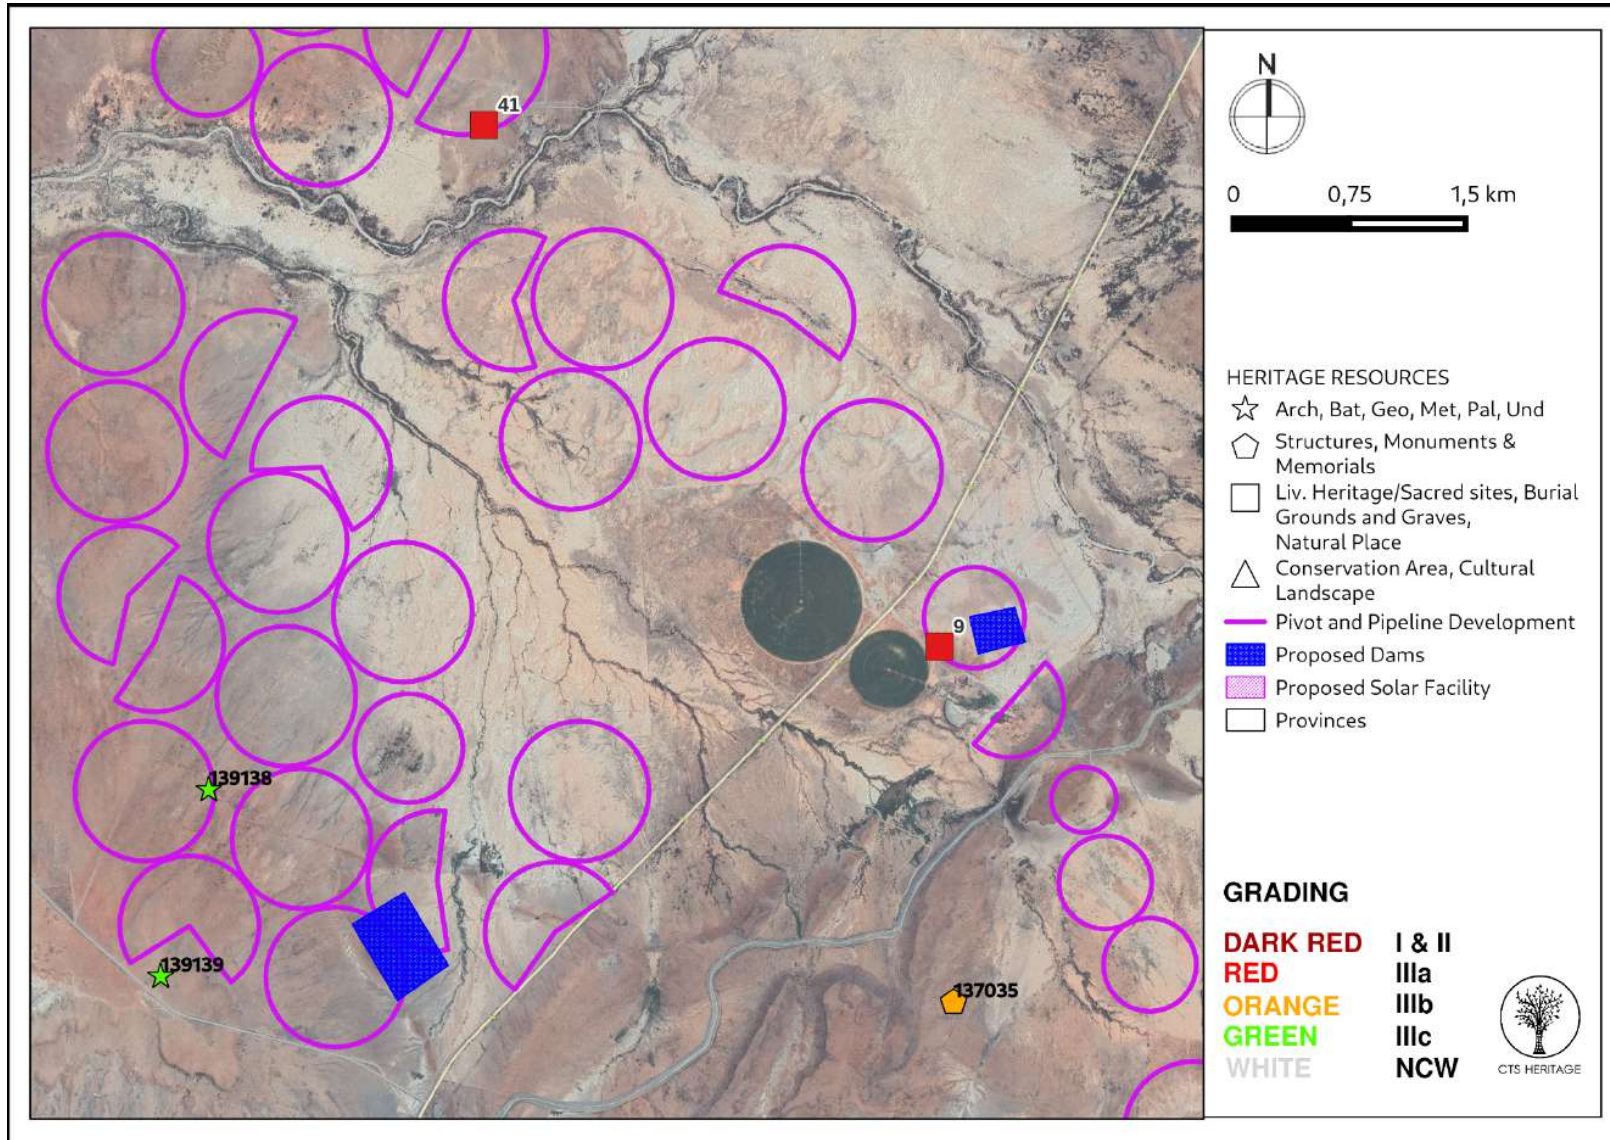 41
9
139138
139139
137035
N
0 0,75 1,5 km
HERITAGE RESOURCES
Arch, Bat, Geo, Met, Pal, Und
Structures, Monuments &
Memorials
Liv. Heritage/Sacred sites, Burial
Grounds and Graves,
Natural Place
Conservation Area, Cultural
Landscape
Pivot and Pipeline Development
Proposed Dams
Proposed Solar Facility
Provinces
GRADING
DARK RED I & II
RED IIIa
ORANGE IIIb
GREEN IIIc
WHITE NCW
CTS HERITAGE